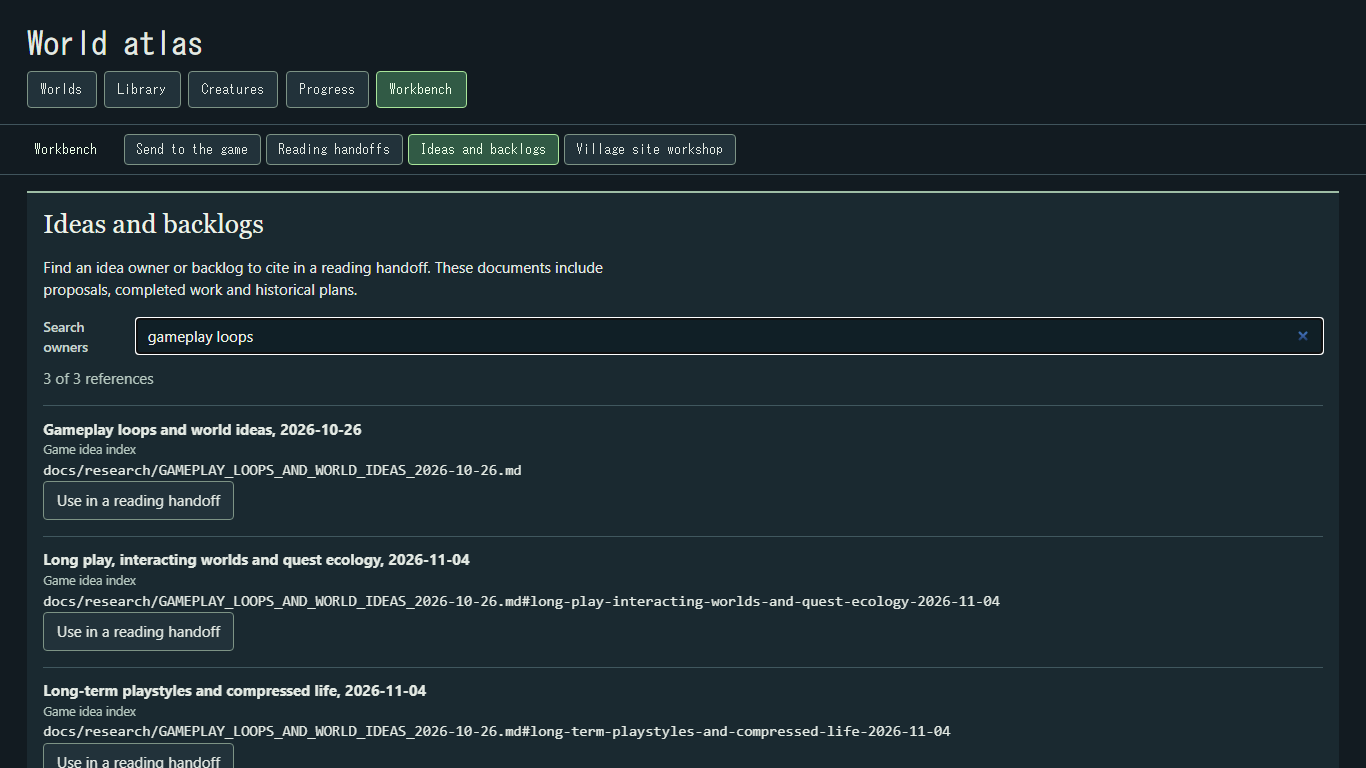 World atlas
Worlds
Library
Creatures
Progress
Workbench
Workbench
Send to the game
Reading handoffs
Ideas and backlogs
Village site workshop
Ideas and backlogs
Find an idea owner or backlog to cite in a reading handoff. These documents include
proposals, completed work and historical plans.
Search
owners
gameplay loops
3 of 3 references
Gameplay loops and world ideas, 2026-10-26
Game idea index
docs/research/GAMEPLAY_LOOPS_AND_WORLD_IDEAS_2026-10-26.md
Use in a reading handoff
Long play, interacting worlds and quest ecology, 2026-11-04
Game idea index
docs/research/GAMEPLAY_LOOPS_AND_WORLD_IDEAS_2026-10-26.md#long-play-interacting-worlds-and-quest-ecology-2026-11-04
Use in a reading handoff
Long-term playstyles and compressed life, 2026-11-04
Game idea index
docs/research/GAMEPLAY_LOOPS_AND_WORLD_IDEAS_2026-10-26.md#long-term-playstyles-and-compressed-life-2026-11-04
Use in a reading handoff